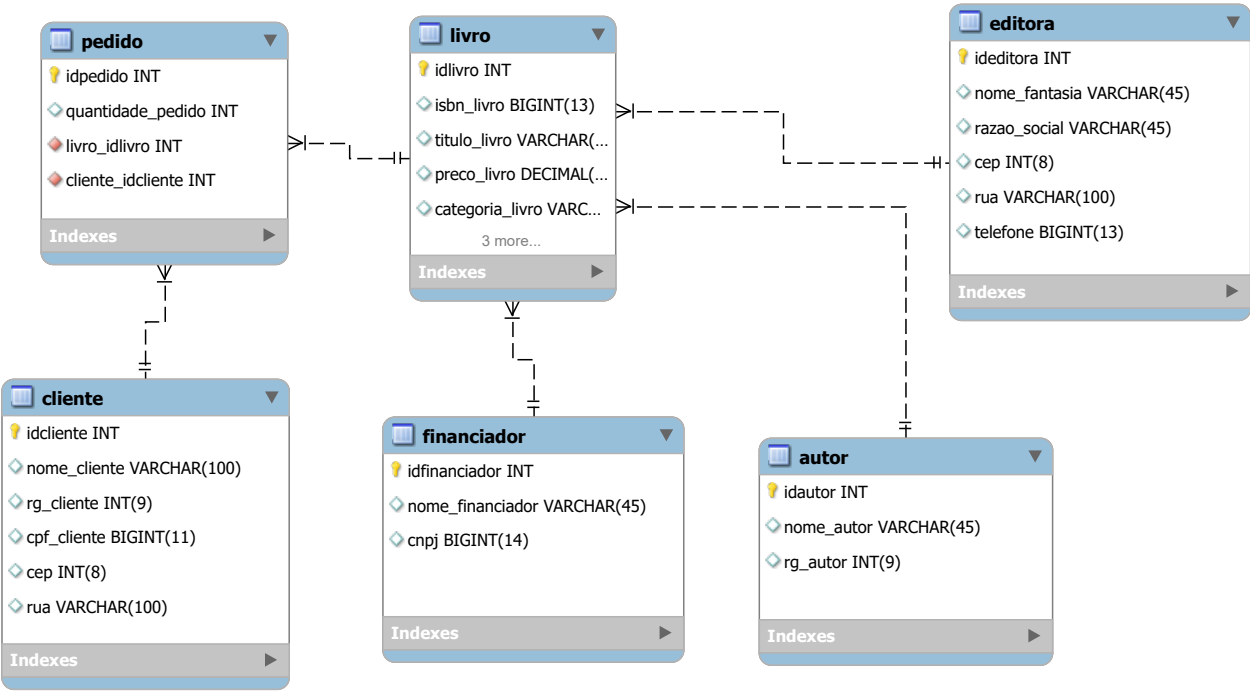 pedido
idpedido INT
quantidade_pedido INT
livro_idlivro INT
cliente_idcliente INT
Indexes
livro
idlivro INT
isbn_livro BIGINT(13)
titulo_livro VARCHAR(...
preco_livro DECIMAL(...
categoria_livro VARC...
3 more...
Indexes
editora
ideditora INT
nome_fantasia VARCHAR(45)
razao_social VARCHAR(45)
cep INT(8)
rua VARCHAR(100)
telefone BIGINT(13)
Indexes
cliente
idcliente INT
nome_cliente VARCHAR(100)
rg_cliente INT(9)
cpf_cliente BIGINT(11)
cep INT(8)
rua VARCHAR(100)
Indexes
financiador
idfinanciador INT
nome_financiador VARCHAR(45)
cnpj BIGINT(14)
Indexes
autor
idautor INT
nome_autor VARCHAR(45)
rg_autor INT(9)
Indexes